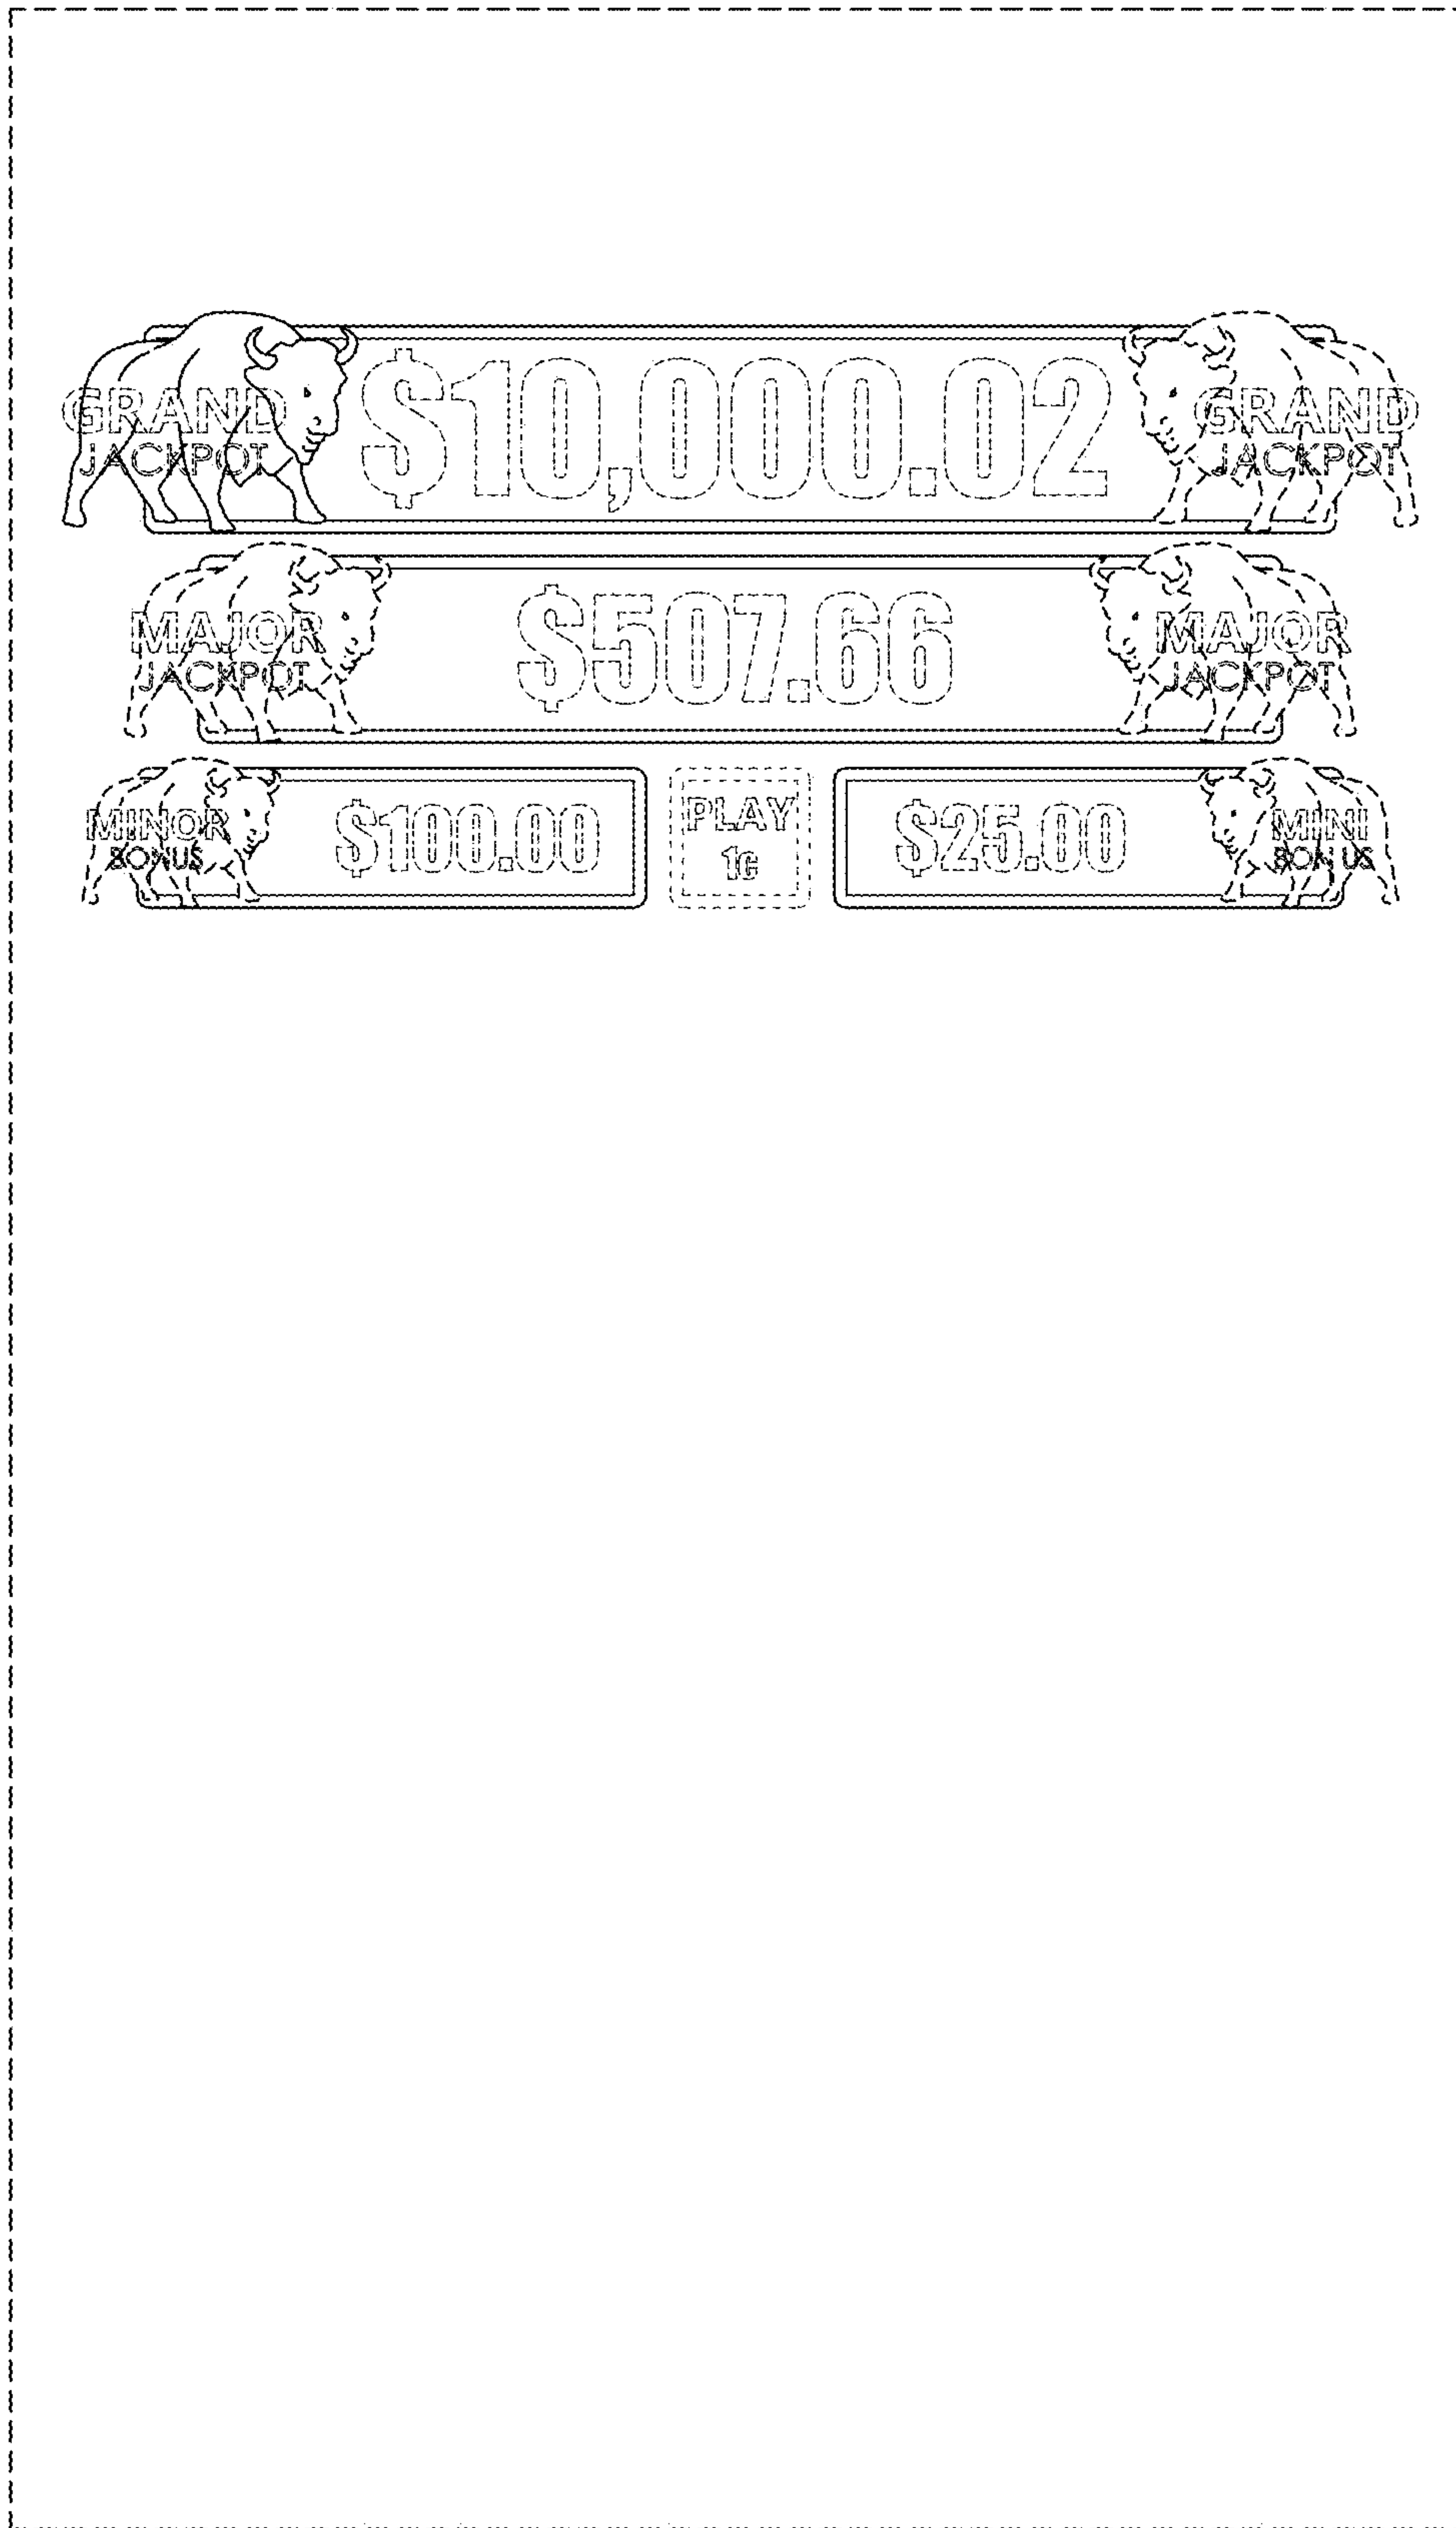 GRAND
JACKPOT
$10,000.02
GRAND
JACKPOT
MAJOR
JACKPOT
$507.66
MAJOR
JACKPOT
MINOR
BONUS
$100.00
PLAY
1¢
$25.00
MINI
BONUS